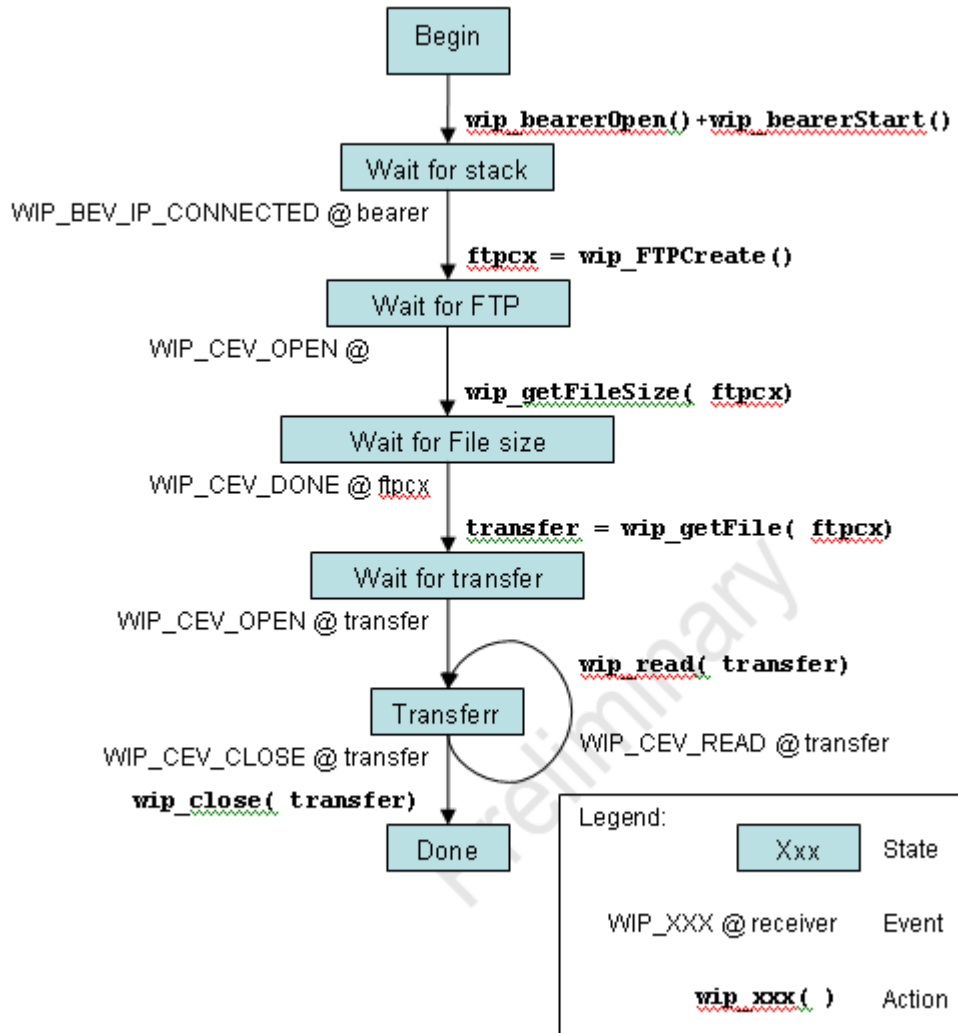 Begin
wip_bearerOpen()+wip_bearerStart()
Wait for stack
WIP_BEV_IP_CONNECTED @ bearer
ftpcx = wip_FTPCreate()
Wait for FTP
WIP_CEV_OPEN @
wip_getFileSize( ftpcx)
Wait for File size
WIP_CEV_DONE @ ftpcx
transfer = wip_getFile( ftpcx)
Wait for transfer
WIP_CEV_OPEN @ transfer
wip_read( transfer)
Transferr
WIP_CEV_READ @ transfer
WIP_CEV_CLOSE @ transfer
wip_close( transfer)
Done
Preliminary
Legend:
Xxx State
WIP_XXX @ receiver Event
wip_xxx( ) Action